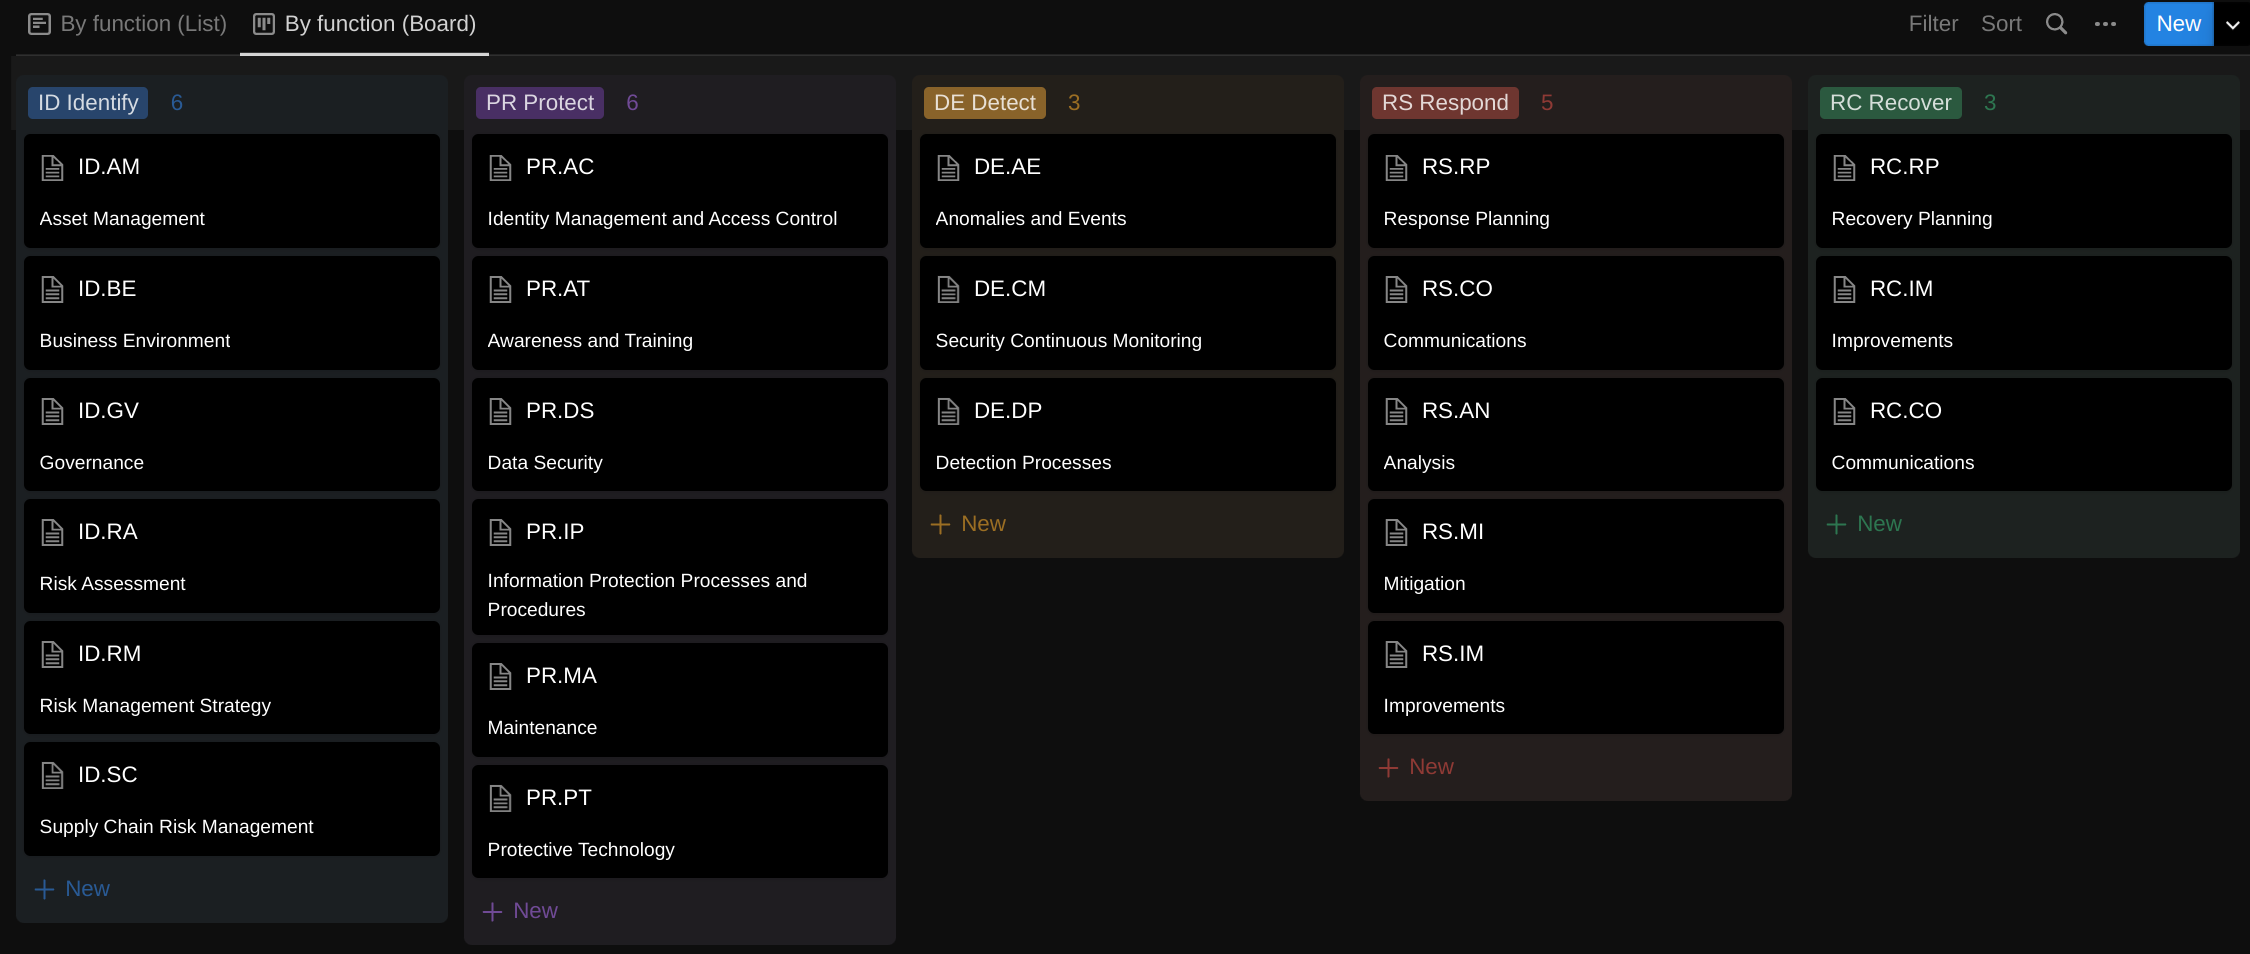 By function (List)
By function (Board)
Filter
Sort
New
ID Identify 6
ID.AM
Asset Management
ID.BE
Business Environment
ID.GV
Governance
ID.RA
Risk Assessment
ID.RM
Risk Management Strategy
ID.SC
Supply Chain Risk Management
+ New
PR Protect 6
PR.AC
Identity Management and Access Control
PR.AT
Awareness and Training
PR.DS
Data Security
PR.IP
Information Protection Processes and
Procedures
PR.MA
Maintenance
PR.PT
Protective Technology
+ New
DE Detect 3
DE.AE
Anomalies and Events
DE.CM
Security Continuous Monitoring
DE.DP
Detection Processes
+ New
RS Respond 5
RS.RP
Response Planning
RS.CO
Communications
RS.AN
Analysis
RS.MI
Mitigation
RS.IM
Improvements
+ New
RC Recover 3
RC.RP
Recovery Planning
RC.IM
Improvements
RC.CO
Communications
+ New